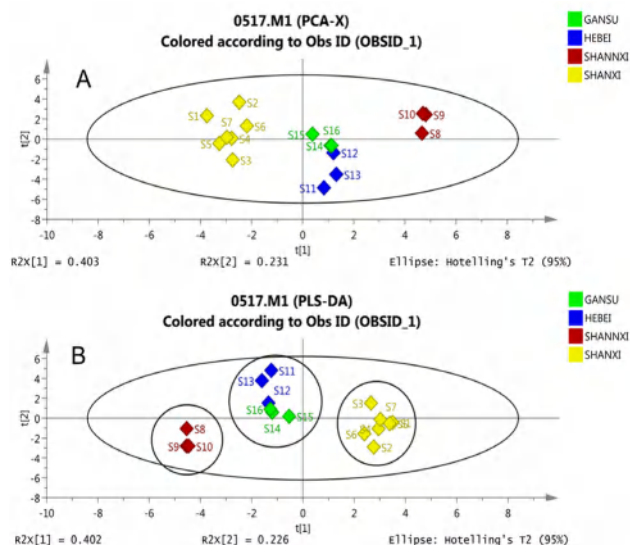 0517.M1 (PCA-X)
Colored according to Obs ID (OBSID_1)
GANSU
HEBEI
SHANNXI
SHANXI
A
6
4
2
0
-2
-4
-6
-8
t[2]
S1
S2
S7
S6
S5
S4
S3
S15
S16
S14
S12
S13
S11
S10
S9
S8
-10 -8 -6 -4 -2 0 2 4 6 8 10
t[1]
R2X[1] = 0.403 R2X[2] = 0.231 Ellipse: Hotelling's T2 (95%)
0517.M1 (PLS-DA)
Colored according to Obs ID (OBSID_1)
GANSU
HEBEI
SHANNXI
SHANXI
B
6
4
2
0
-2
-4
-6
-8
t[2]
S13
S11
S12
S16
S14
S15
S8
S9
S10
S3
S7
S6
S2
-10 -8 -6 -4 -2 0 2 4 6 8 10
t[1]
R2X[1] = 0.402 R2X[2] = 0.226 Ellipse: Hotelling's T2 (95%)